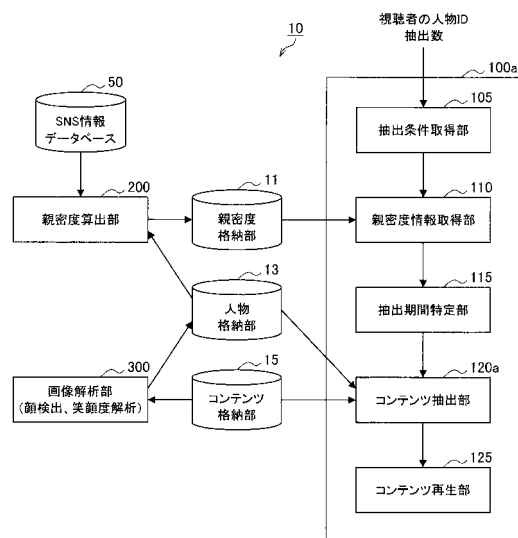 視聴者の人物ID
抽出数
10
100a
50
SNS情報
データベース
105
抽出条件取得部
200
親密度算出部
11
親密度
格納部
110
親密度情報取得部
13
人物
格納部
115
抽出期間特定部
300
画像解析部
(顔検出、笑顔度解析)
15
コンテンツ
格納部
120a
コンテンツ抽出部
125
コンテンツ再生部